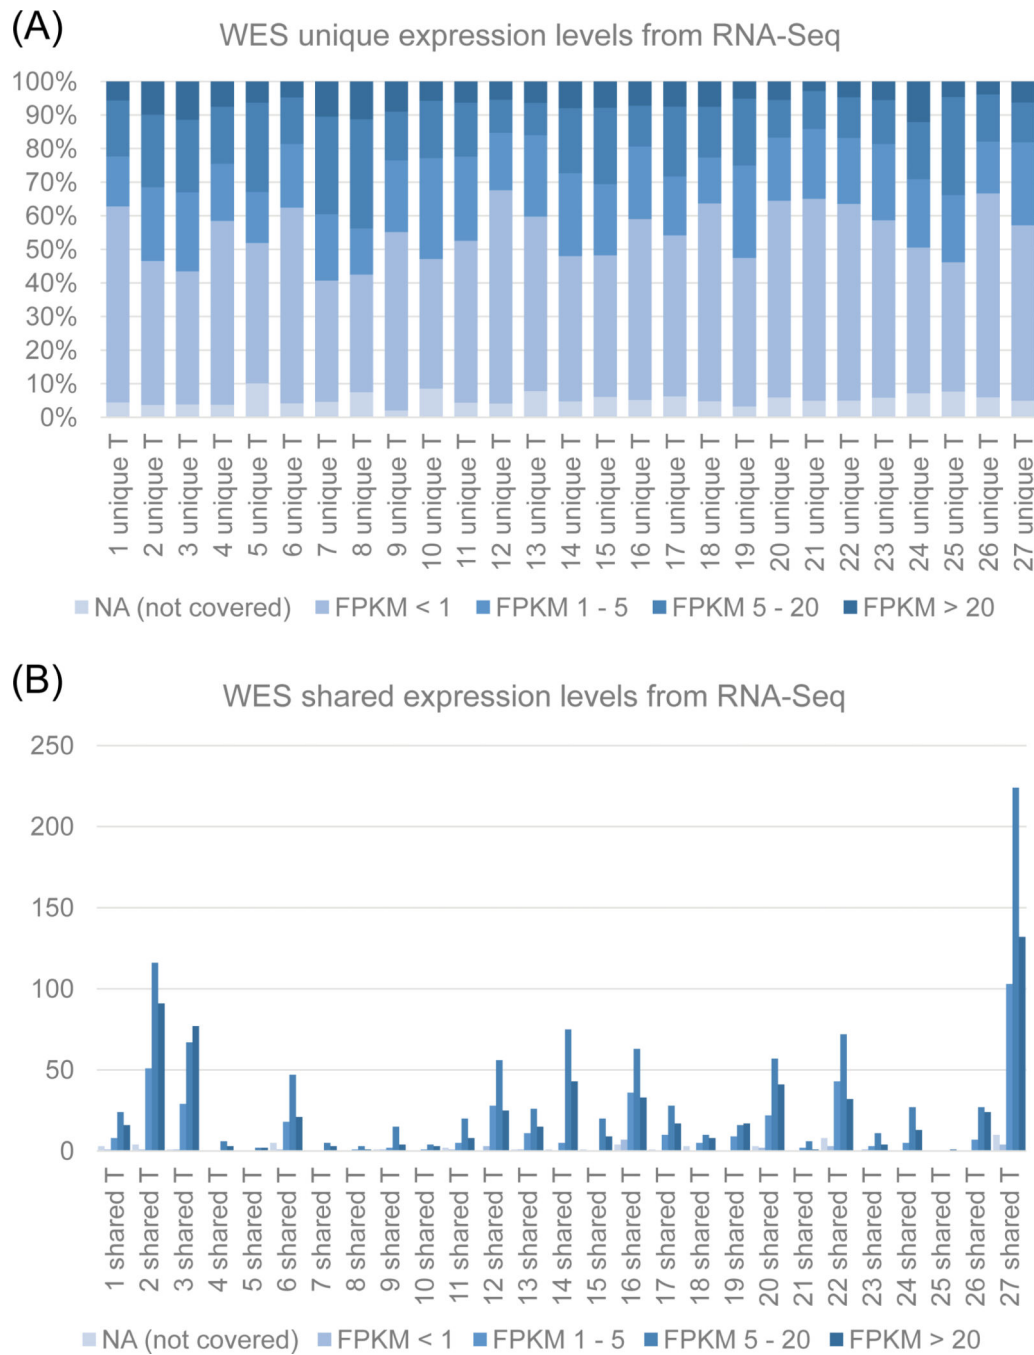 (A)
WES unique expression levels from RNA-Seq
100%
90%
80%
70%
60%
50%
40%
30%
20%
10%
0%
1 unique T
2 unique T
3 unique T
4 unique T
5 unique T
6 unique T
7 unique T
8 unique T
9 unique T
10 unique T
11 unique T
12 unique T
13 unique T
14 unique T
15 unique T
16 unique T
17 unique T
18 unique T
19 unique T
20 unique T
21 unique T
22 unique T
23 unique T
24 unique T
25 unique T
26 unique T
27 unique T
NA (not covered) FPKM < 1 FPKM 1 - 5 FPKM 5 - 20 FPKM > 20
(B)
WES shared expression levels from RNA-Seq
250
200
150
100
50
0
1 shared T
2 shared T
3 shared T
4 shared T
5 shared T
6 shared T
7 shared T
8 shared T
9 shared T
10 shared T
11 shared T
12 shared T
13 shared T
14 shared T
15 shared T
16 shared T
17 shared T
18 shared T
19 shared T
20 shared T
21 shared T
22 shared T
23 shared T
24 shared T
25 shared T
26 shared T
27 shared T
NA (not covered) FPKM < 1 FPKM 1 - 5 FPKM 5 - 20 FPKM > 20